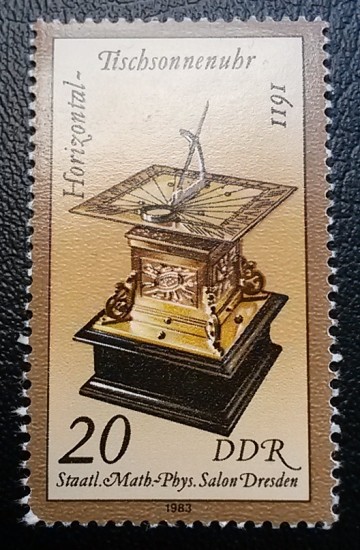 Horizontal-
Tischsonnenuhr
1611
20 DDR
Staatl. Math.-Phys. Salon Dresden
1983